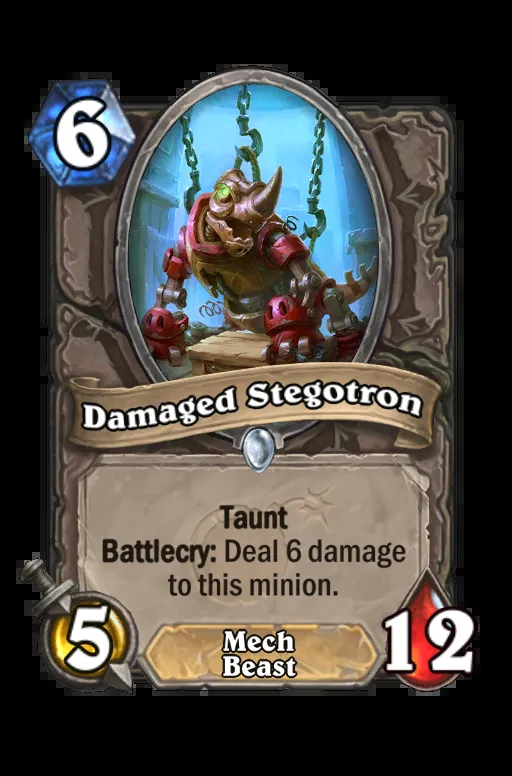 6
Damaged Stegotron
Taunt
Battlecry: Deal 6 damage
to this minion.
5
Mech
Beast
12